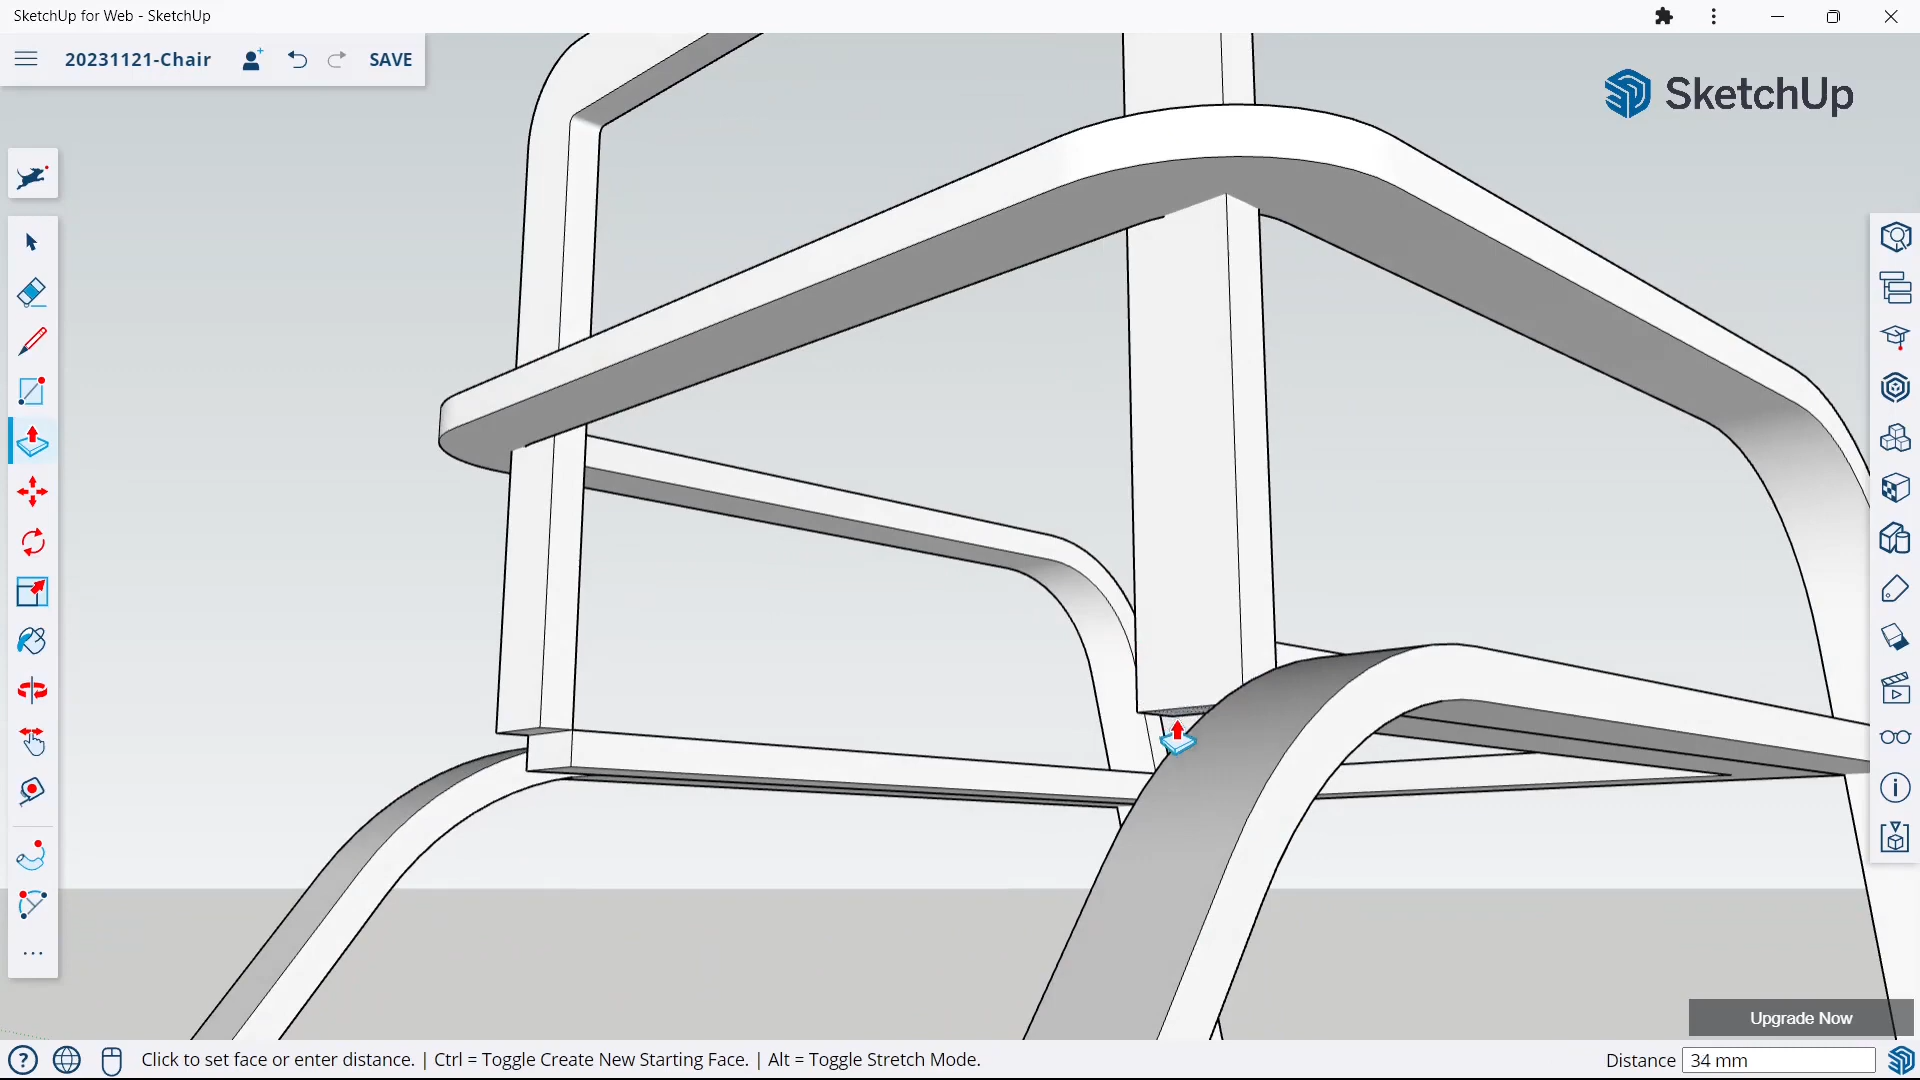 SketchUp for Web - SketchUp
20231121-Chair
SAVE
SketchUp
Upgrade Now
Click to set face or enter distance. | Ctrl = Toggle Create New Starting Face. | Alt = Toggle Stretch Mode.
Distance 34 mm